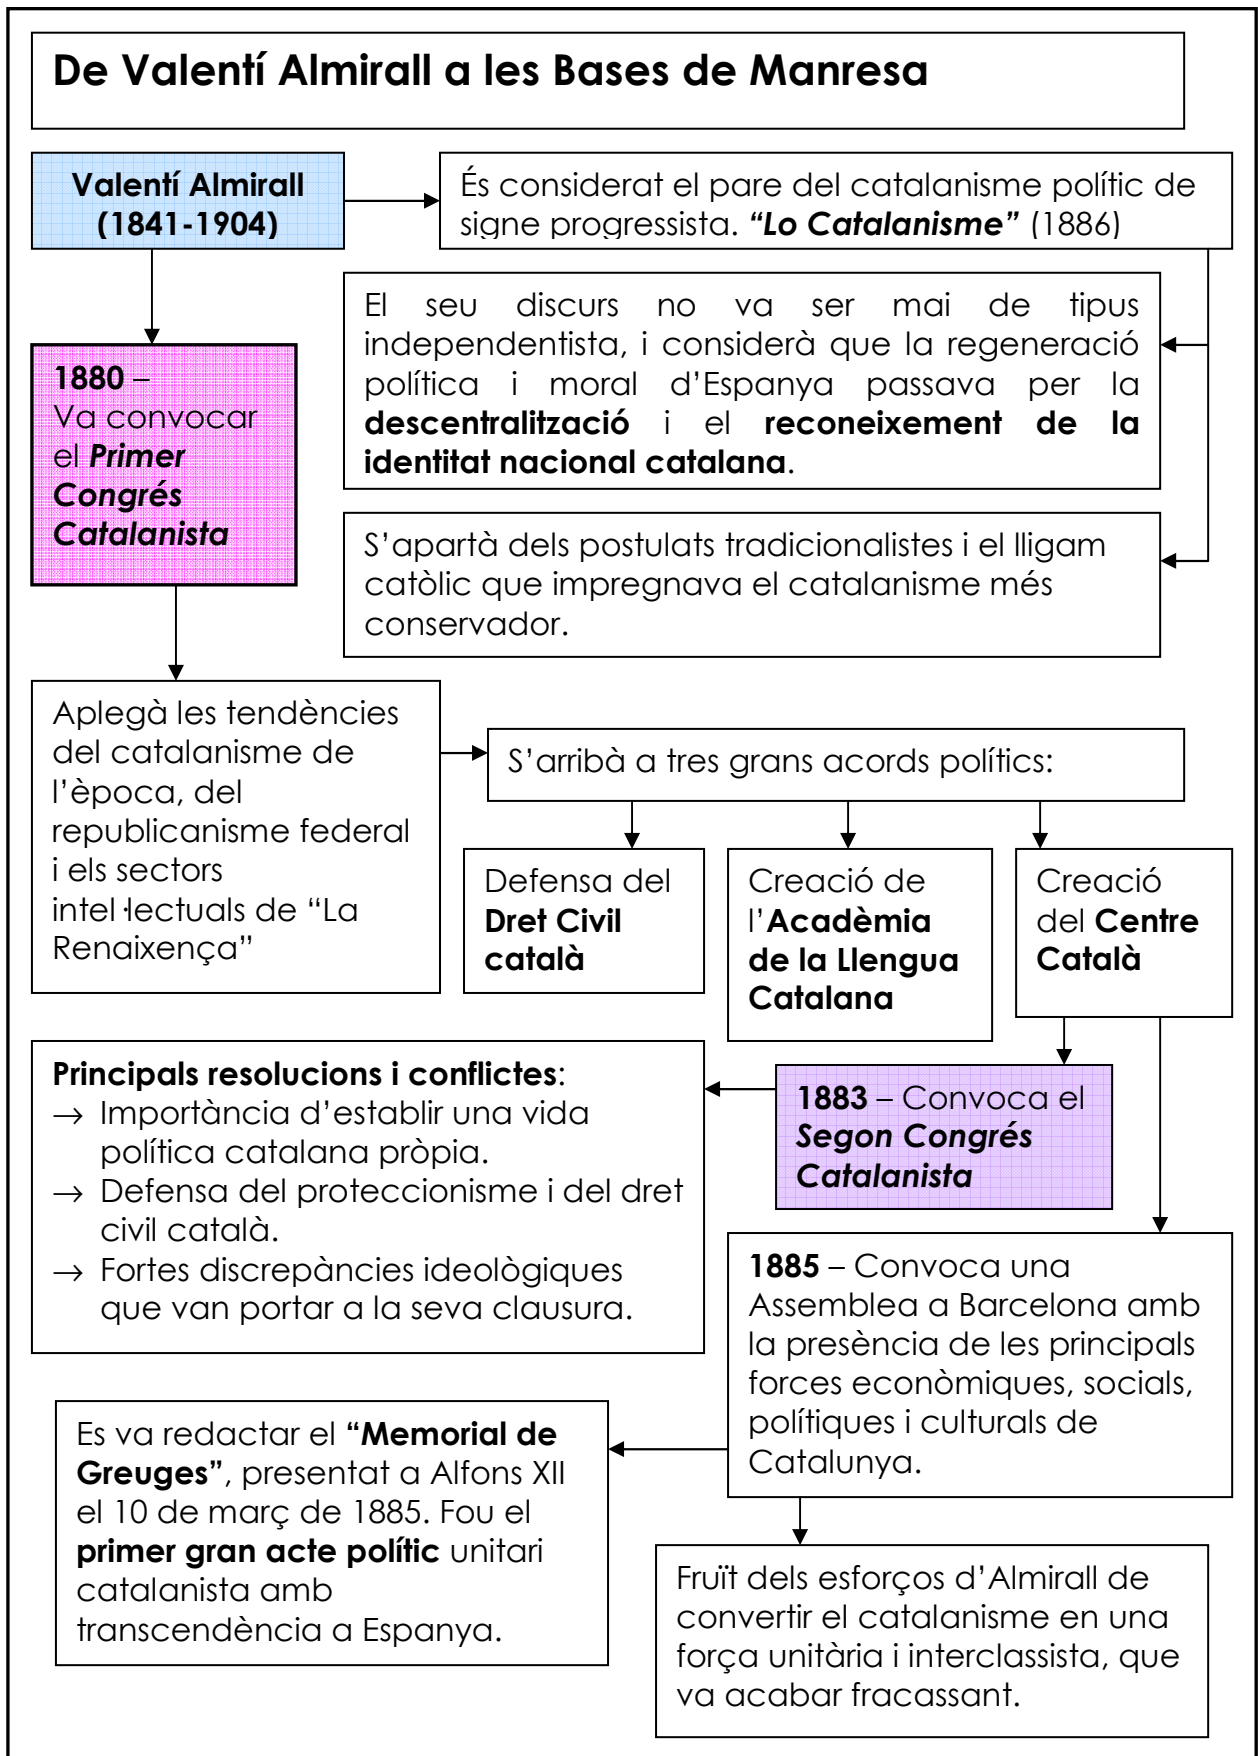 De Valentí Almirall a les Bases de Manresa
Valentí Almirall
(1841-1904)
És considerat el pare del catalanisme polític de
signe progressista. “Lo Catalanisme” (1886)
El seu discurs no va ser mai de tipus
independentista, i considerà que la regeneració
política i moral d’Espanya passava per la
descentralització i el reconeixement de la
identitat nacional catalana.
1880 –
Va convocar
el Primer
Congrés
Catalanista
S’apartà dels postulats tradicionalistes i el lligam
catòlic que impregnava el catalanisme més
conservador.
Aplegà les tendències
del catalanisme de
l’època, del
republicanisme federal
i els sectors
intel·lectuals de “La
Renaixença”
S’arribà a tres grans acords polítics:
Defensa del
Dret Civil
català
Creació de
l’Acadèmia
de la Llengua
Catalana
Creació
del Centre
Català
Principals resolucions i conflictes:
→ Importància d’establir una vida
política catalana pròpia.
→ Defensa del proteccionisme i del dret
civil català.
→ Fortes discrepàncies ideològiques
que van portar a la seva clausura.
1883 – Convoca el
Segon Congrés
Catalanista
1885 – Convoca una
Assemblea a Barcelona amb
la presència de les principals
forces econòmiques, socials,
polítiques i culturals de
Catalunya.
Es va redactar el “Memorial de
Greuges”, presentat a Alfons XII
el 10 de març de 1885. Fou el
primer gran acte polític unitari
catalanista amb
transcendència a Espanya.
Fruït dels esforços d’Almirall de
convertir el catalanisme en una
força unitària i interclassista, que
va acabar fracassant.